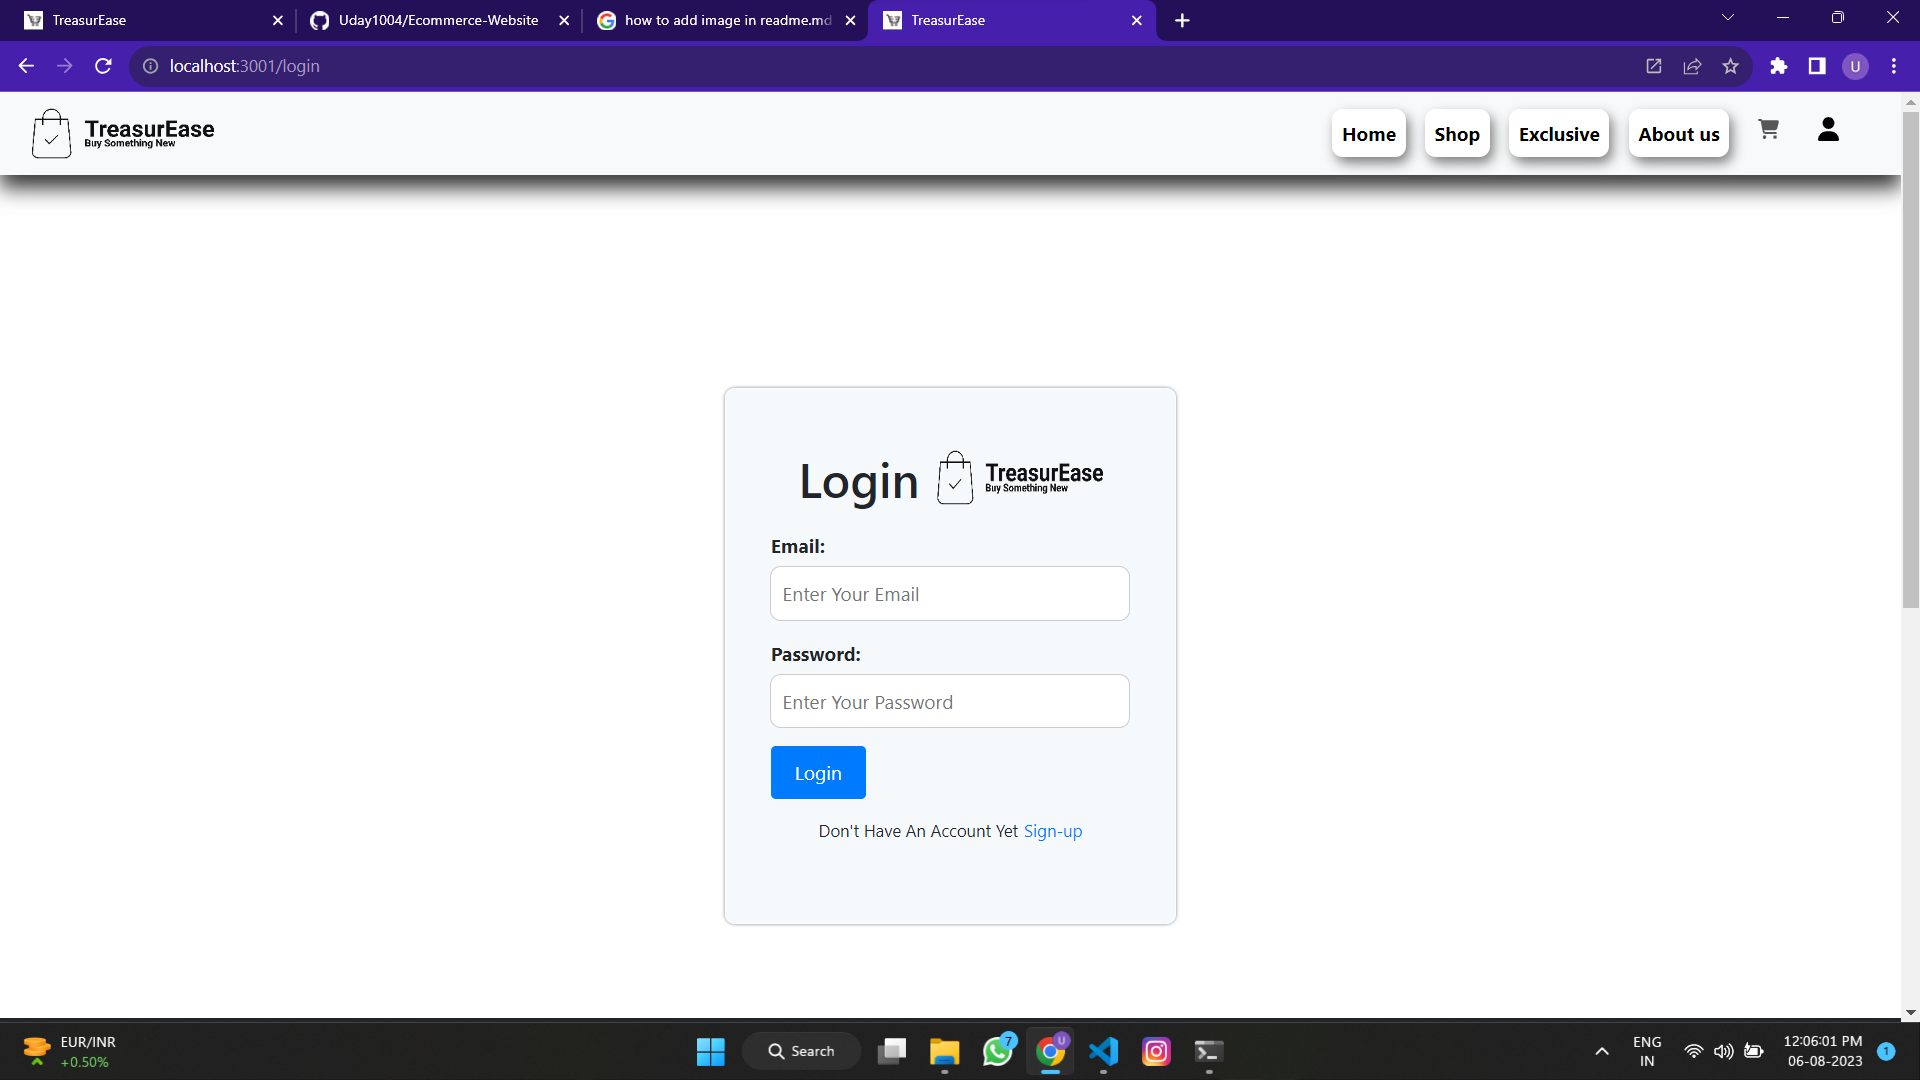 TreasurEase
Uday1004/Ecommerce-Website
how to add image in readme.md
TreasurEase
localhost:3001/login
U
TreasurEase
Buy Something New
Home
Shop
Exclusive
About us
Login
TreasurEase
Buy Something New
Email:
Enter Your Email
Password:
Enter Your Password
Login
Don't Have An Account Yet Sign-up
EUR/INR
+0.50%
Search
7
U
ENG
IN
12:06:01 PM
06-08-2023
1